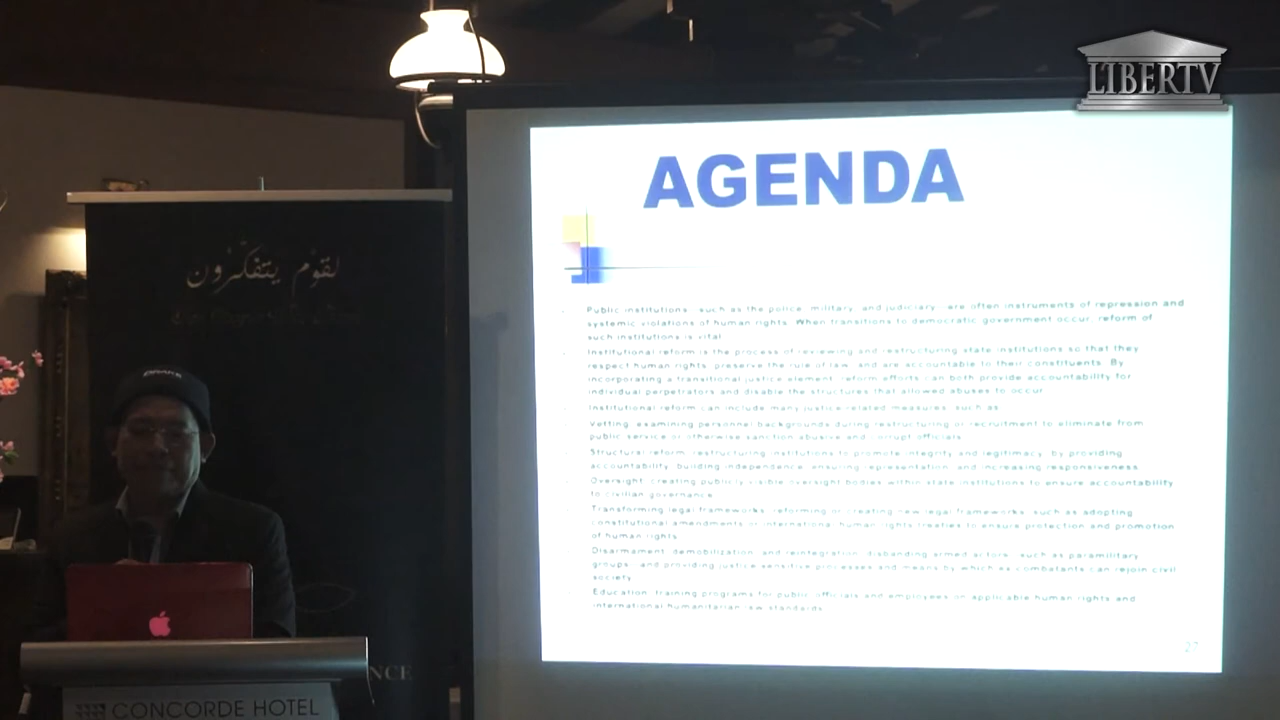 LIBERTV
AGENDA
لقوم يتفكرون
Public institutions, such as the police, military, and judiciary, are often instruments of repression and
systemic violations of human rights. When transitions to democratic government occur, reform of
such institutions is vital.
Institutional reform is the process of reviewing and restructuring state institutions so that they
respect human rights, preserve the rule of law, and are accountable to their constituents. By
incorporating a transitional justice element, reform efforts can both provide accountability for
individual perpetrators and disable the structures that allowed abuses to occur.
Institutional reform can include many justice-related measures, such as
Vetting: examining personnel backgrounds during restructuring or recruitment to eliminate from
public service or otherwise sanction abusive and corrupt officials.
Structural reform: restructuring institutions to promote integrity and legitimacy, by providing
accountability, building independence, ensuring representation, and increasing responsiveness.
Oversight: creating publicly visible oversight bodies within state institutions to ensure accountability
to civilian governance.
Transforming legal frameworks: reforming or creating new legal frameworks, such as adopting
constitutional amendments or international human rights treaties to ensure protection and promotion
of human rights.
Disarmament, demobilization, and reintegration: disbanding armed actors, such as paramilitary
groups, and providing justice sensitive processes and means by which ex-combatants can rejoin civil
society.
Education: training programs for public officials and employees on applicable human rights and
international humanitarian law standards.
27
NCE
CONCORDE HOTEL